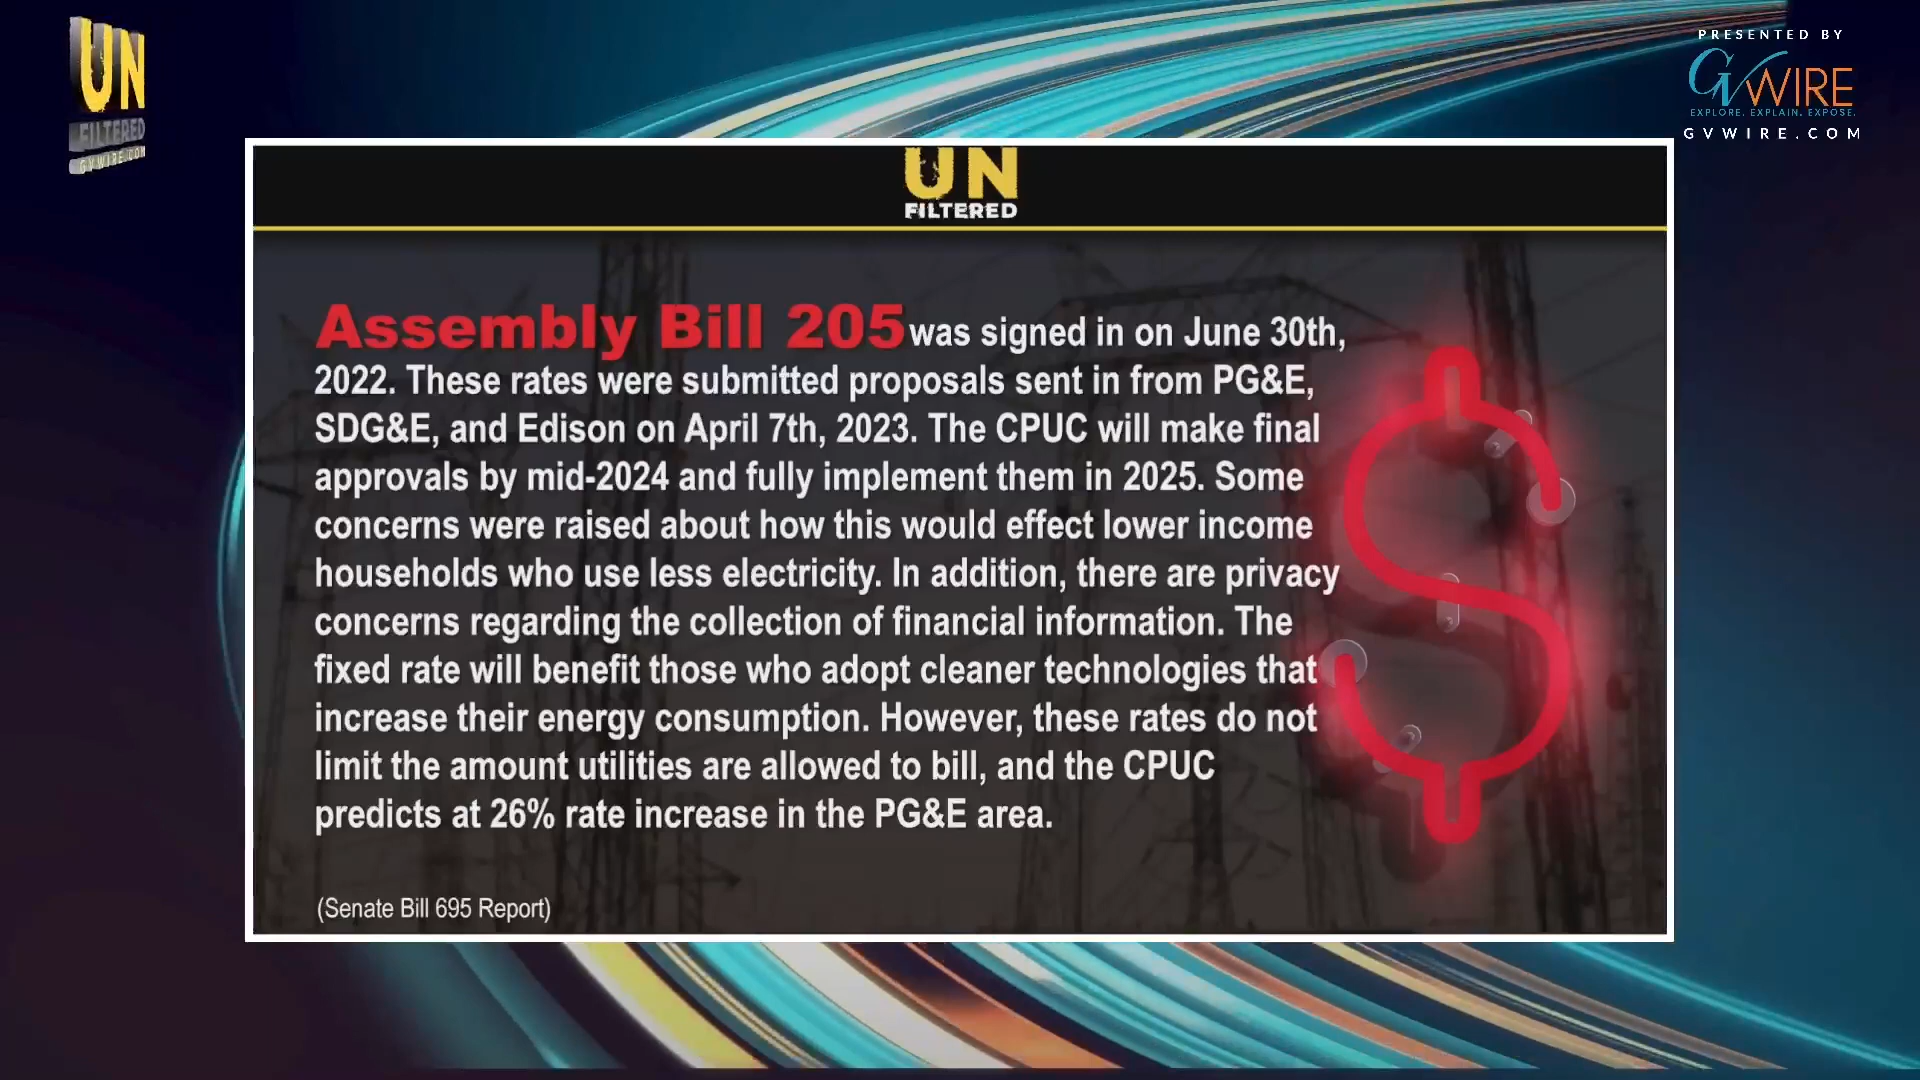 UN
FILTERED
GVWIRE.COM
PRESENTED BY
GVWIRE
EXPLORE. EXPLAIN. EXPOSE.
GVWIRE.COM
UN
FILTERED
Assembly Bill 205 was signed in on June 30th,
2022. These rates were submitted proposals sent in from PG&E,
SDG&E, and Edison on April 7th, 2023. The CPUC will make final
approvals by mid-2024 and fully implement them in 2025. Some
concerns were raised about how this would effect lower income
households who use less electricity. In addition, there are privacy
concerns regarding the collection of financial information. The
fixed rate will benefit those who adopt cleaner technologies that
increase their energy consumption. However, these rates do not
limit the amount utilities are allowed to bill, and the CPUC
predicts at 26% rate increase in the PG&E area.
(Senate Bill 695 Report)